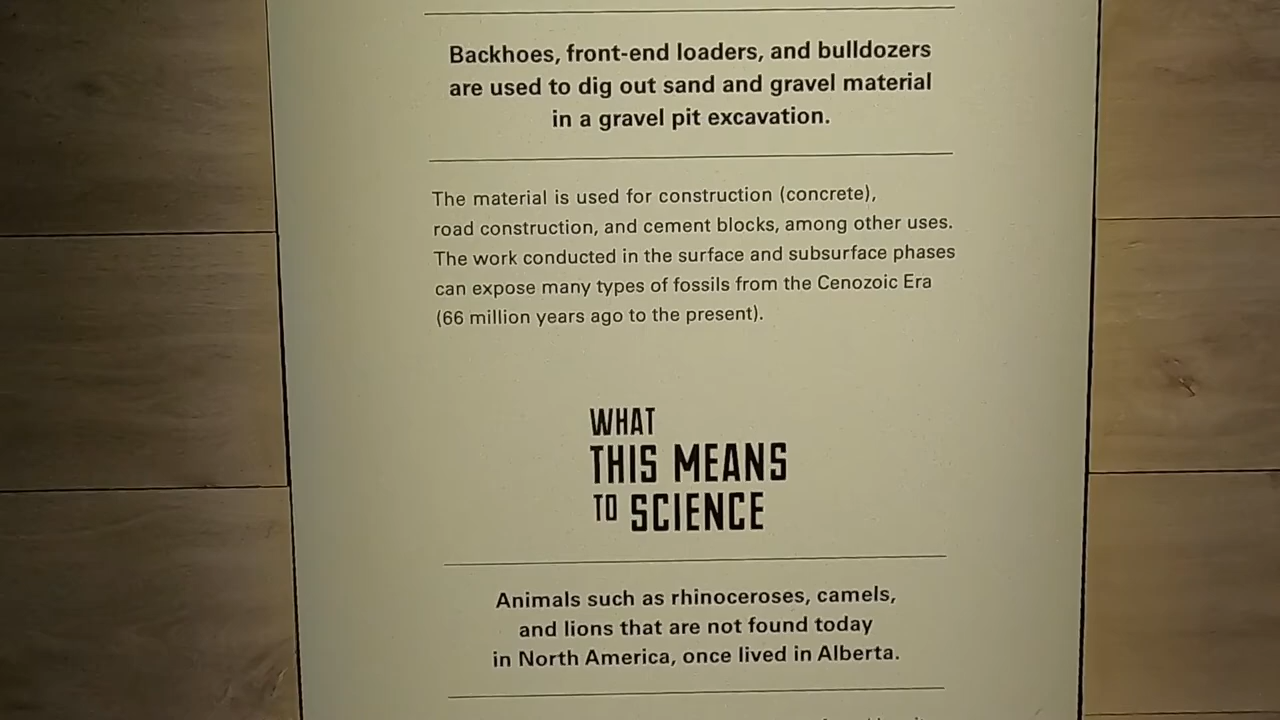 Backhoes, front-end loaders, and bulldozers
are used to dig out sand and gravel material
in a gravel pit excavation.
The material is used for construction (concrete),
road construction, and cement blocks, among other uses.
The work conducted in the surface and subsurface phases
can expose many types of fossils from the Cenozoic Era
(66 million years ago to the present).
WHAT
THIS MEANS
TO SCIENCE
Animals such as rhinoceroses, camels,
and lions that are not found today
in North America, once lived in Alberta.